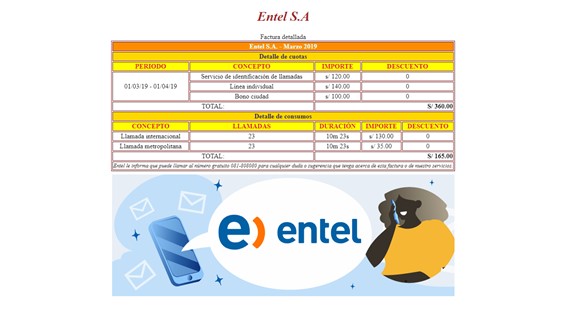 Entel S.A
Factura detallada
Entel S.A. - Marzo 2019
Detalle de cuotas
PERIODO CONCEPTO IMPORTE DESCUENTO
01/03/19 - 01/04/19
Servicio de identificación de llamadas s/ 120.00 0
Linea individual s/ 140.00 0
Bono ciudad s/ 100.00 0
TOTAL: S/ 360.00
Detalle de consumos
CONCEPTO LLAMADAS DURACIÓN IMPORTE DESCUENTO
Llamada internacional 23 10m 23s s/ 130.00 0
Llamada metropolitana 23 10m 23s s/ 35.00 0
TOTAL: S/ 165.00
Entel le informa que puede llamar al número gratuito 081-808080 para cualquier duda o sugerencia que tenga acerca de esta factura o de nuestro servicios.
entel